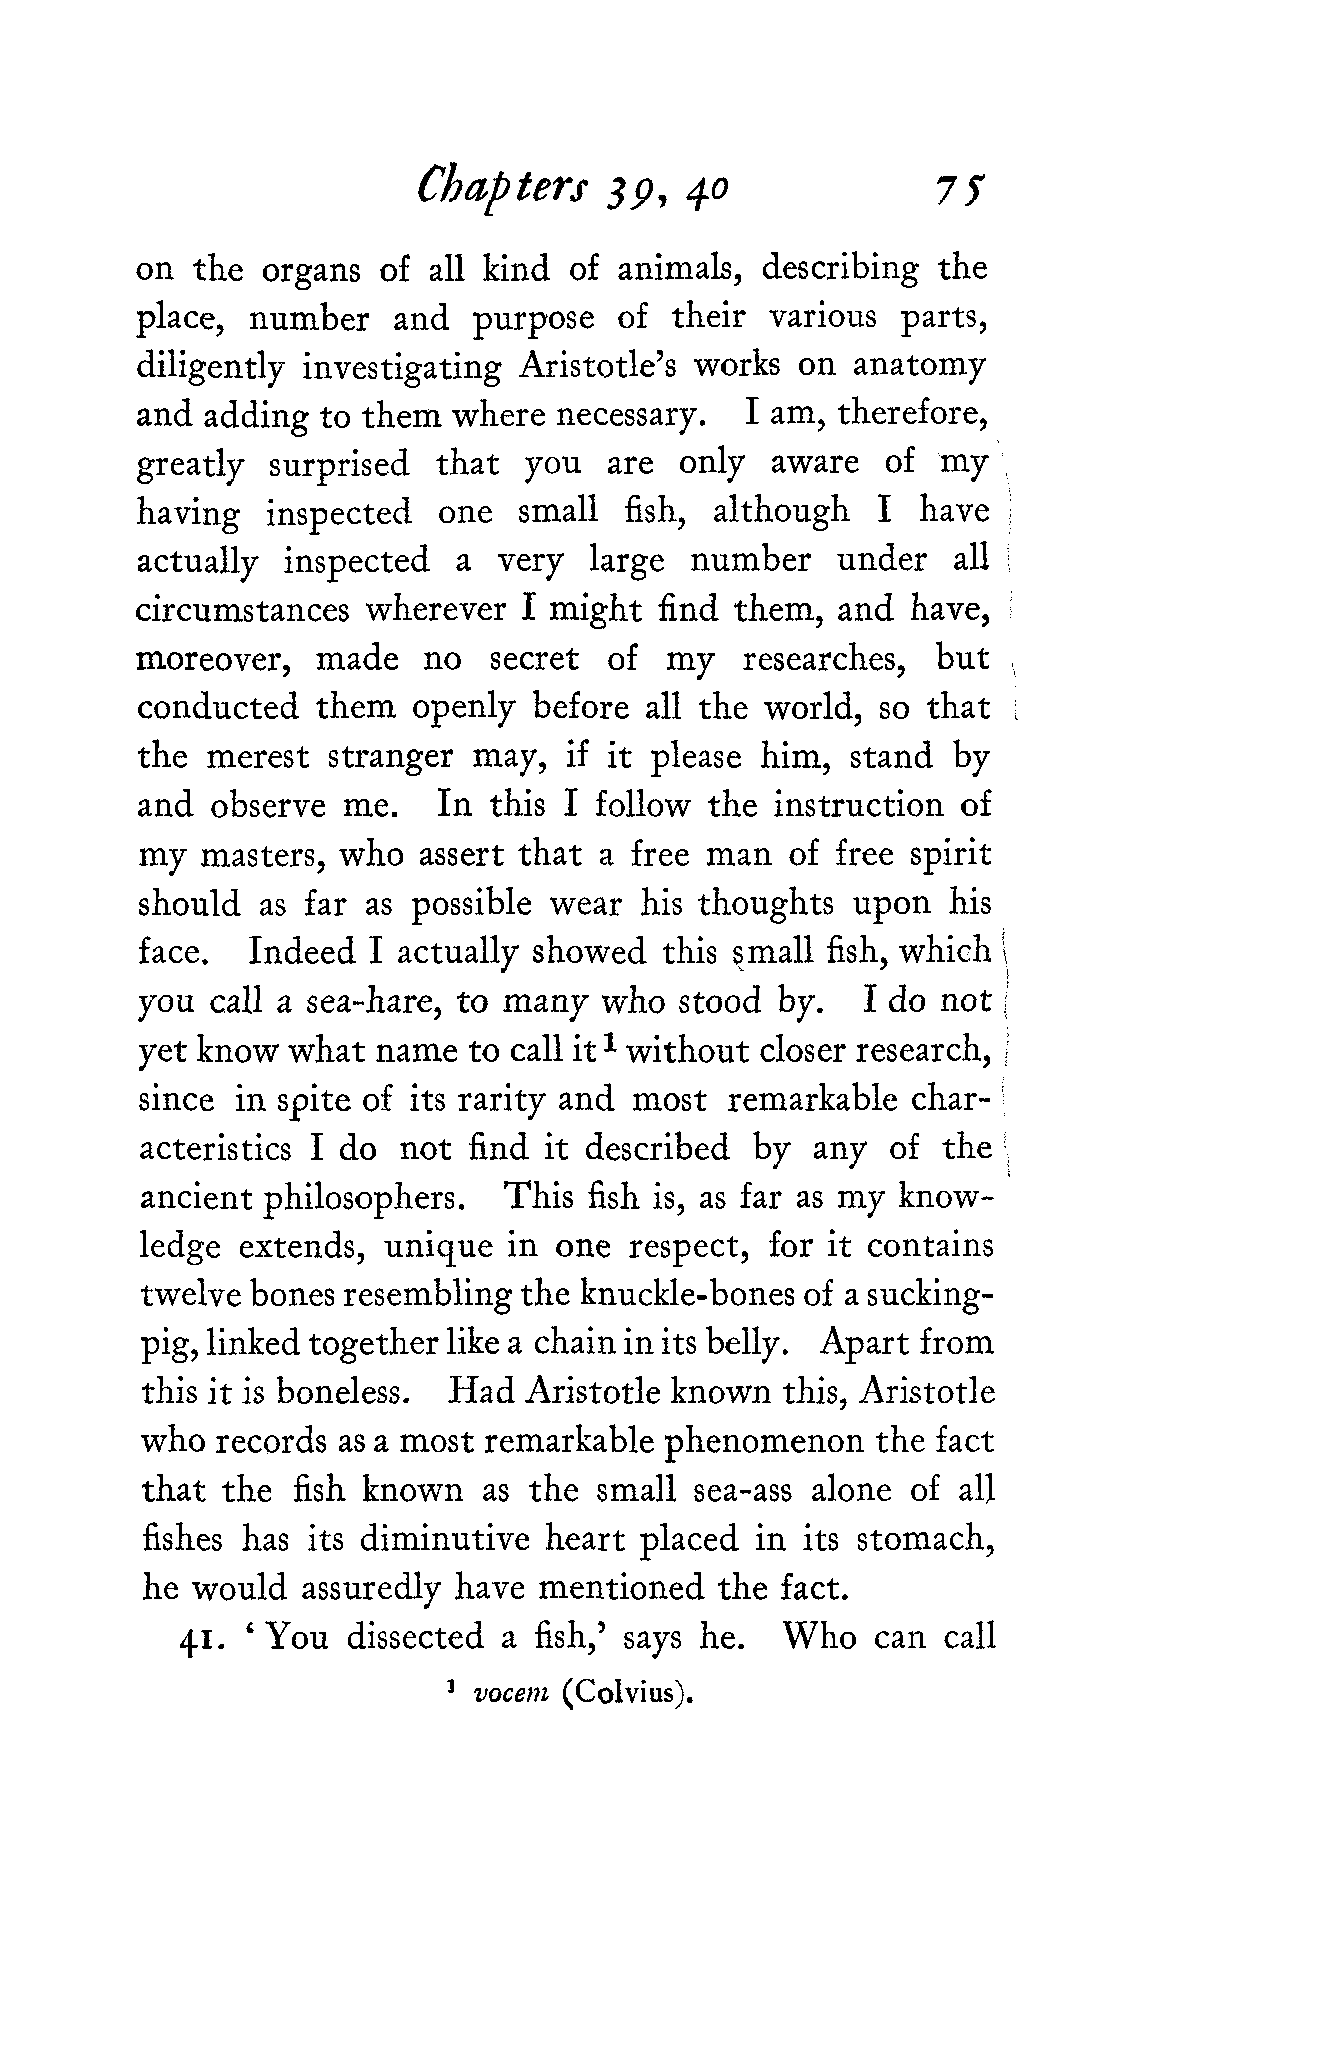 Chapters 39, 40 75
on the organs of all kind of animals, describing the
place, number and purpose of their various parts,
diligently investigating Aristotle's works on anatomy
and adding to them where necessary. I am, therefore,
greatly surprised that you are only aware of my
having inspected one small fish, although I have
actually inspected a very large number under all
circumstances wherever I might find them, and have,
moreover, made no secret of my researches, but
conducted them openly before all the world, so that
the merest stranger may, if it please him, stand by
and observe me. In this I follow the instruction of
my masters, who assert that a free man of free spirit
should as far as possible wear his thoughts upon his
face. Indeed I actually showed this small fish, which
you call a sea-hare, to many who stood by. I do not
yet know what name to call it¹ without closer research,
since in spite of its rarity and most remarkable char-
acteristics I do not find it described by any of the
ancient philosophers. This fish is, as far as my know-
ledge extends, unique in one respect, for it contains
twelve bones resembling the knuckle-bones of a sucking-
pig, linked together like a chain in its belly. Apart from
this it is boneless. Had Aristotle known this, Aristotle
who records as a most remarkable phenomenon the fact
that the fish known as the small sea-ass alone of all
fishes has its diminutive heart placed in its stomach,
he would assuredly have mentioned the fact.
41. ‘You dissected a fish,’ says he. Who can call
¹ vocem (Colvius).